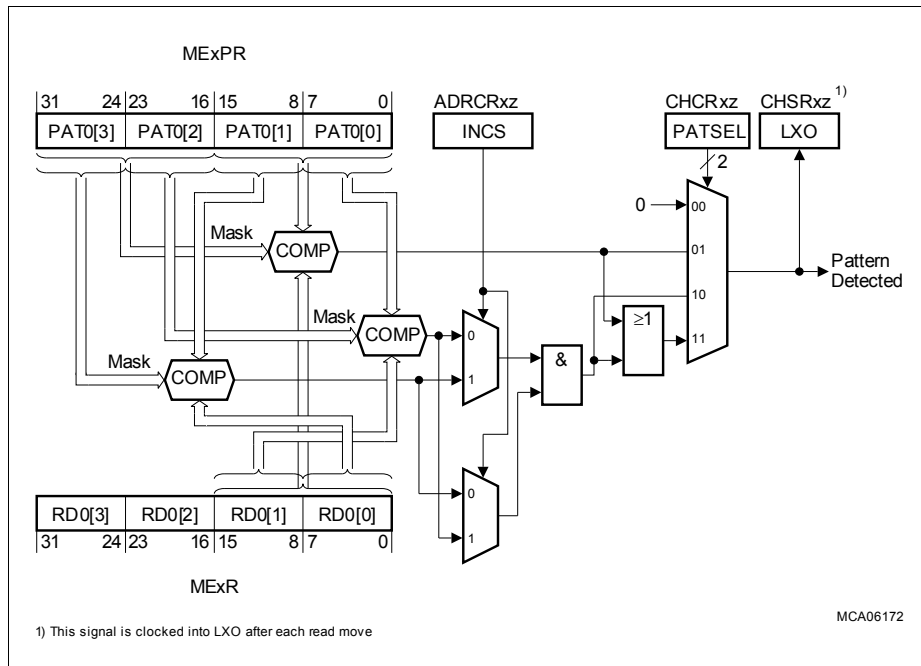 MExPR
31 24 23 16 15 8 7 0
PAT0[3] PAT0[2] PAT0[1] PAT0[0]
ADRCRxz
INCS
CHCRxz
PATSEL
CHSRxz 1)
LXO
2
0
00
01
10
11
Mask
COMP
Mask
COMP
Mask
COMP
0
1
&
≥1
Pattern
Detected
0
1
RD0[3] RD0[2] RD0[1] RD0[0]
31 24 23 16 15 8 7 0
MExR
1) This signal is clocked into LXO after each read move
MCA06172